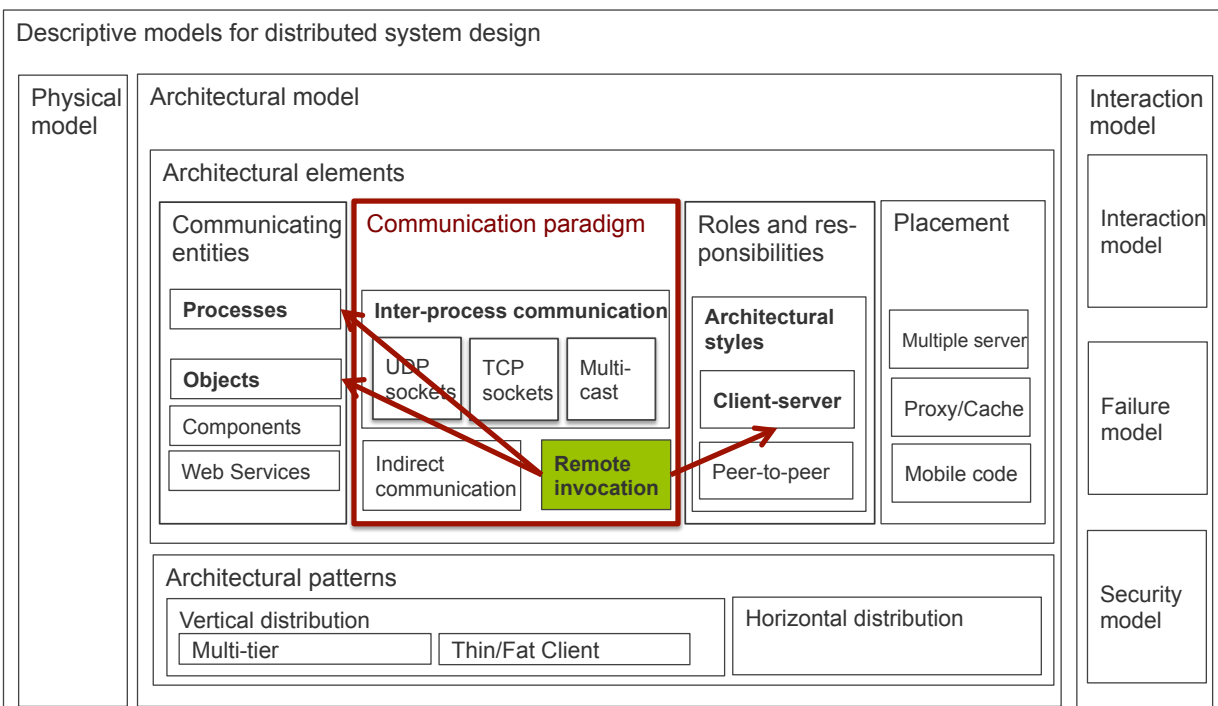 Descriptive models for distributed system design
Physical
model
Architectural model
Architectural elements
Communicating
entities
Processes
Objects
Components
Web Services
Communication paradigm
Inter-process communication
UDP
sockets
TCP
sockets
Multi-
cast
Indirect
communication
Remote
invocation
Roles and res-
ponsibilities
Architectural
styles
Client-server
Peer-to-peer
Placement
Multiple server
Proxy/Cache
Mobile code
Architectural patterns
Vertical distribution
Multi-tier
Thin/Fat Client
Horizontal distribution
Interaction
model
Interaction
model
Failure
model
Security
model